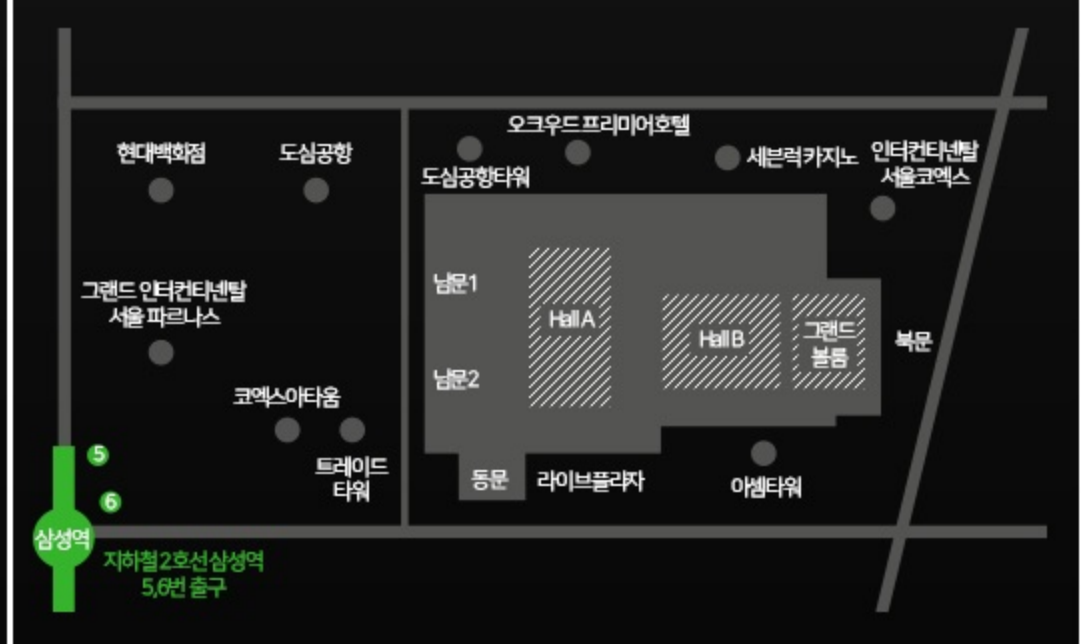 오크우드 프리미어호텔
현대백화점
도심공항
도심공항타워
세븐럭 카지노
인터컨티넨탈
서울코엑스
남문1
그랜드 인터컨티넨탈
서울 파르나스
Hall A
Hall B
그랜드
볼룸
북문
남문2
코엑스아타움
트레이드
타워
동문
라이브플라자
아셈타워
5
6
삼성역
지하철 2호선 삼성역
5,6번 출구